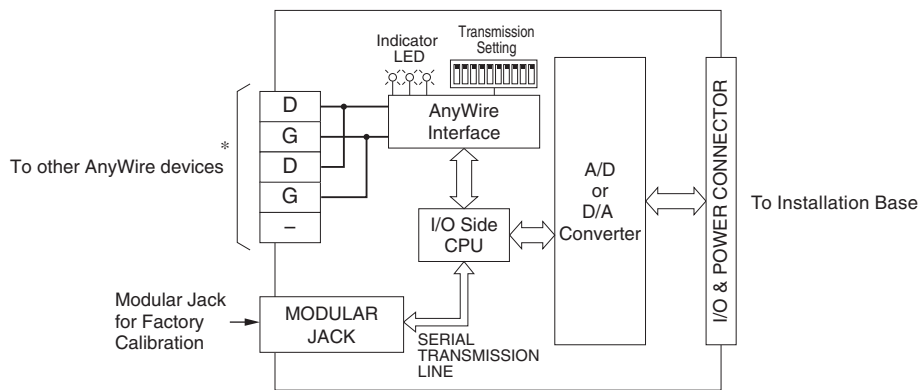 Indicator
LED
Transmission
Setting
D
G
D
G
–
*
To other AnyWire devices
AnyWire
Interface
A/D
or
D/A
Converter
I/O & POWER CONNECTOR
To Installation Base
I/O Side
CPU
Modular Jack
for Factory
Calibration
MODULAR
JACK
SERIAL
TRANSMISSION
LINE